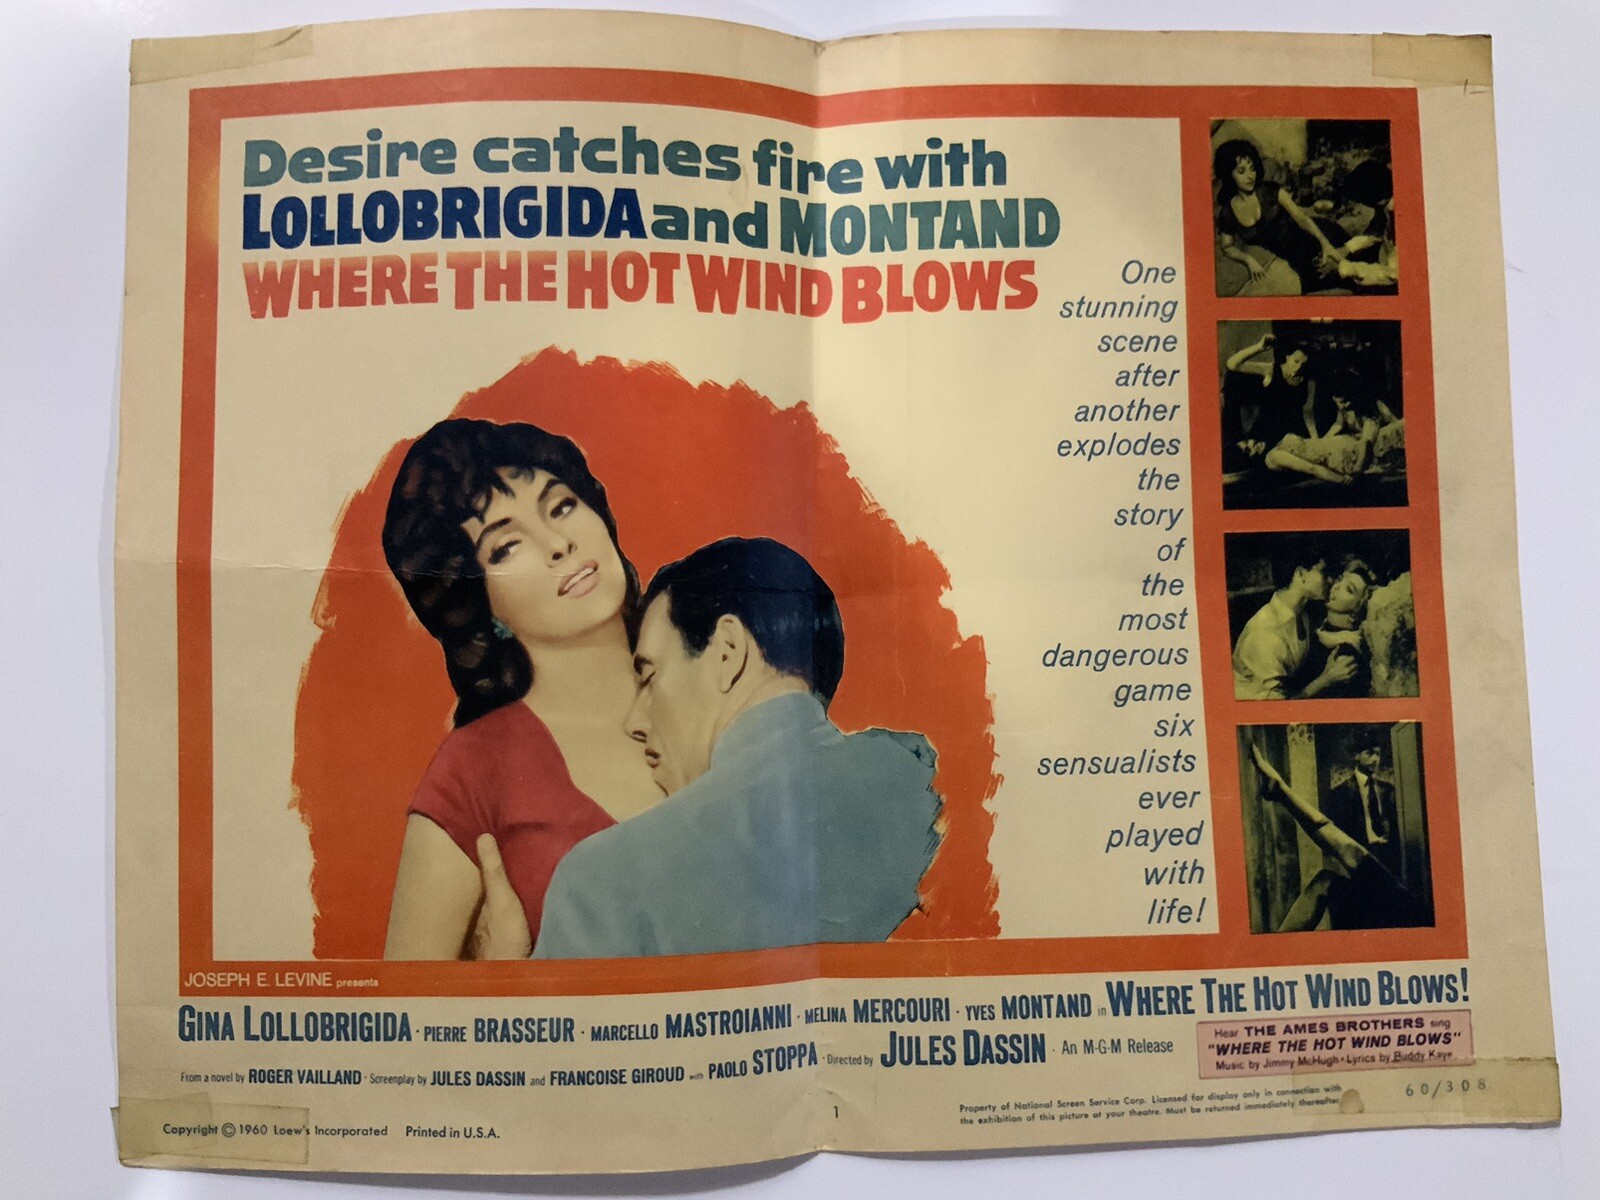 Desire catches fire with
LOLLOBRIGIDA and MONTAND
WHERE THE HOT WIND BLOWS
One
stunning
scene
after
another
explodes
the
story
of
the
most
dangerous
game
six
sensualists
ever
played
with
life!
JOSEPH E. LEVINE presents
GINA LOLLOBRIGIDA · PIERRE BRASSEUR · MARCELLO MASTROIANNI · MELINA MERCOURI · YVES MONTAND in WHERE THE HOT WIND BLOWS!
From a novel by ROGER VAILLAND · Screenplay by JULES DASSIN and FRANCOISE GIROUD with PAOLO STOPPA · Directed by JULES DASSIN · An M-G-M Release
Hear THE AMES BROTHERS sing
"WHERE THE HOT WIND BLOWS"
Music by Jimmy McHugh · Lyrics by Buddy Kaye
Copyright © 1960 Loew's Incorporated Printed in U.S.A.
1
Property of National Screen Service Corp. Licensed for display only in connection with
the exhibition of this picture at your theatre. Must be returned immediately thereafter.
60/308